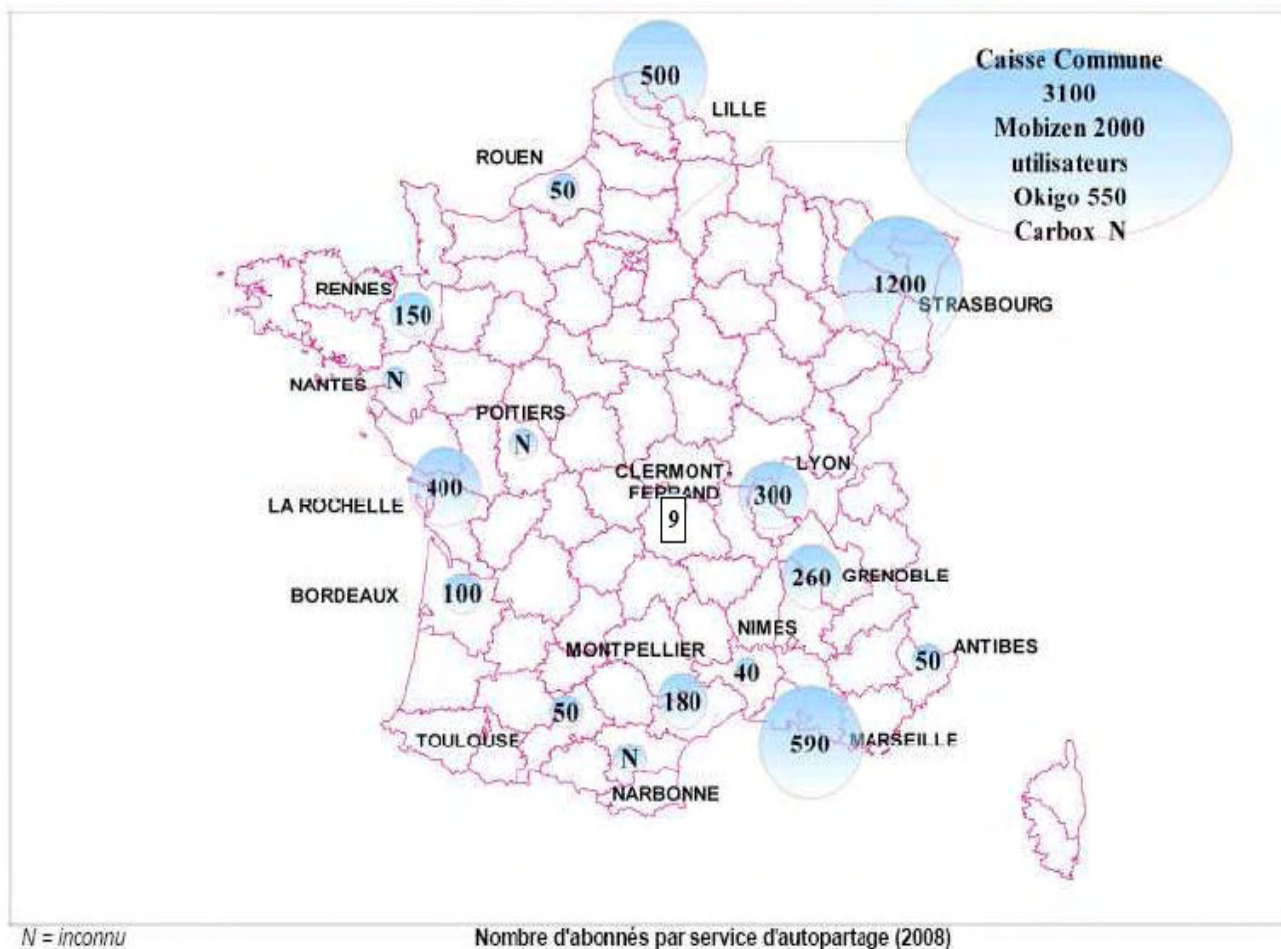 500
LILLE
Caisse Commune
3100
Mobizen 2000
utilisateurs
Okigo 550
Carbox N
ROUEN
50
1200
STRASBOURG
RENNES
150
NANTES
N
POITIERS
N
CLERMONT-
FERRAND
9
LYON
300
400
LA ROCHELLE
260
GRENOBLE
BORDEAUX
100
NIMES
40
MONTPELLIER
180
ANTIBES
50
50
TOULOUSE
590
MARSEILLE
N
NARBONNE
N = inconnu
Nombre d'abonnés par service d'autopartage (2008)